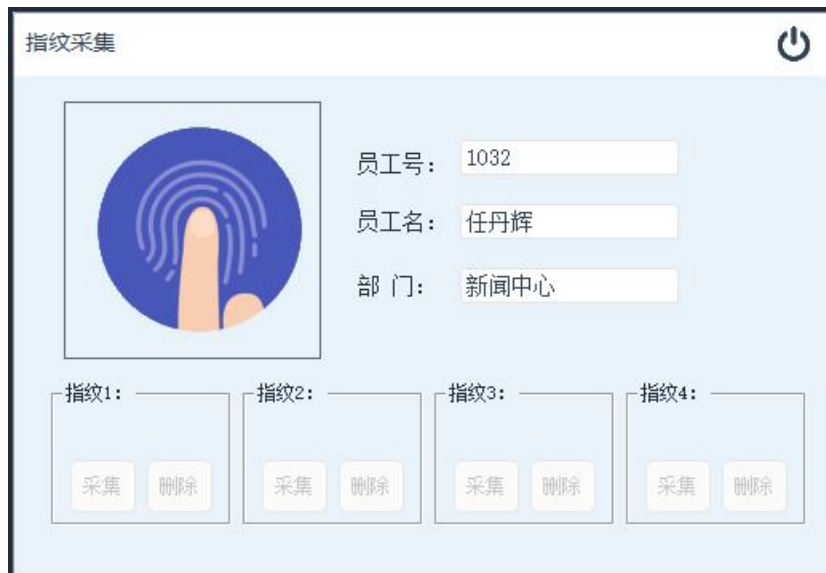 指纹采集
员工号： 1032
员工名： 任丹辉
部 门： 新闻中心
指纹1： 指纹2： 指纹3： 指纹4：
采集 删除 采集 删除 采集 删除 采集 删除